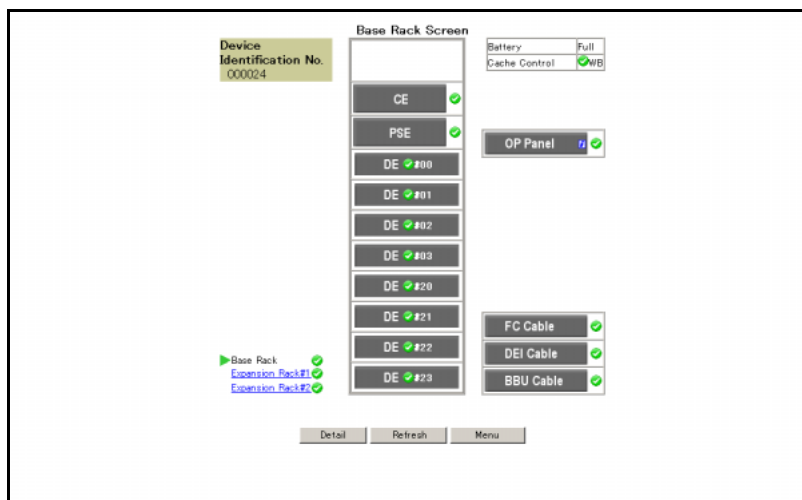 Base Rack Screen
Device
Identification No.
000024
Battery Full
Cache Control WB
CE
PSE
OP Panel
DE #00
DE #01
DE #02
DE #03
DE #20
DE #21
DE #22
DE #23
FC Cable
DEI Cable
BBU Cable
Base Rack
Expansion Rack#1
Expansion Rack#2
Detail Refresh Menu